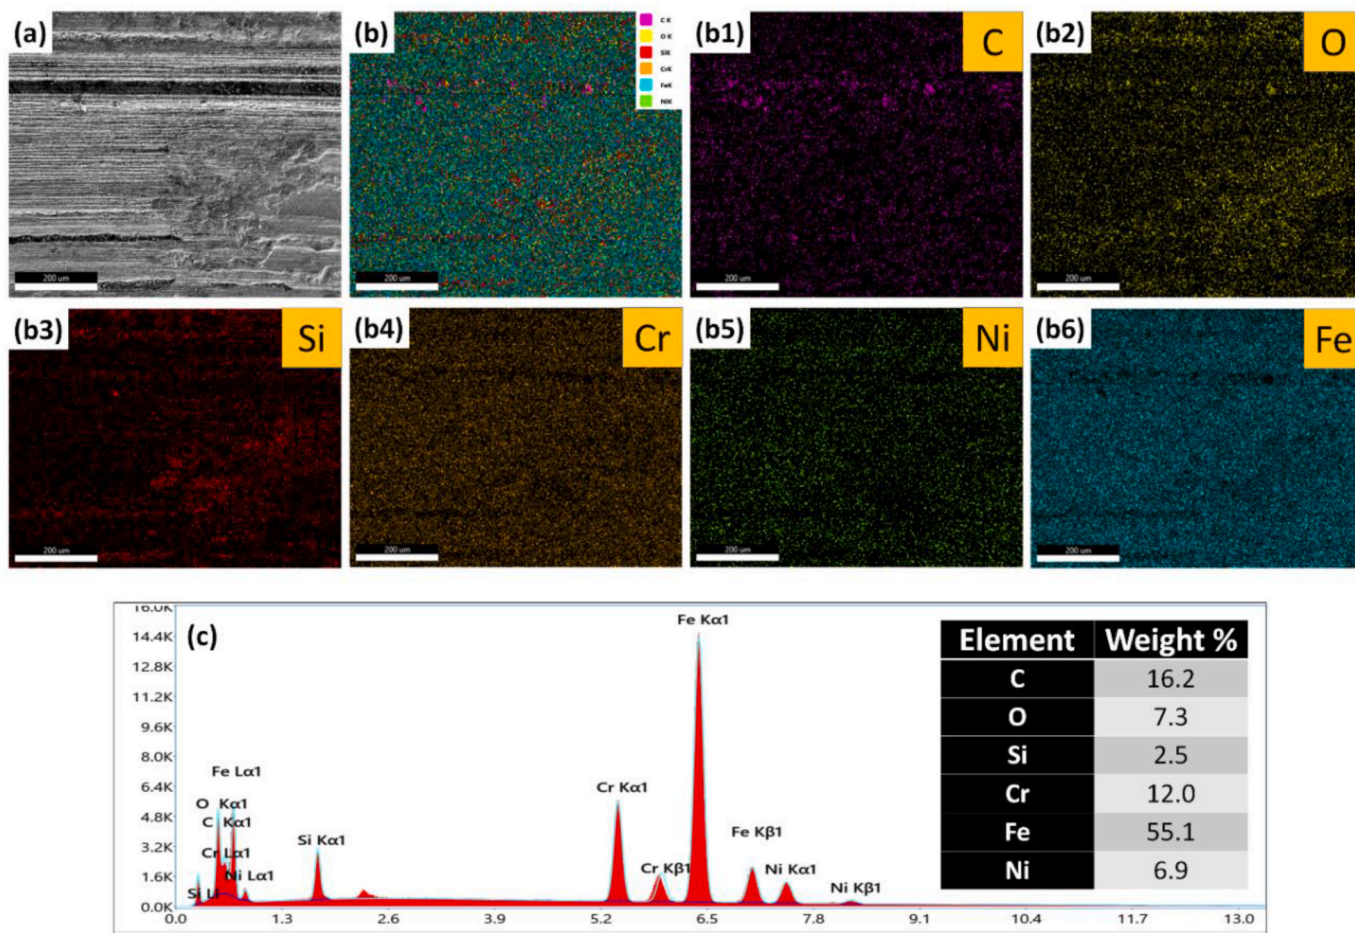 (a)
200 um
(b)
C K
O K
SiK
CrK
FeK
NiK
200 um
(b1)
C
200 um
(b2)
O
200 um
(b3)
Si
200 um
(b4)
Cr
200 um
(b5)
Ni
200 um
(b6)
Fe
200 um
(c)
16.0K
14.4K
12.8K
11.2K
9.6K
8.0K
6.4K
4.8K
3.2K
1.6K
0.0K
0.0
1.3
2.6
3.9
5.2
6.5
7.8
9.1
10.4
11.7
13.0
Fe Lα1
O Kα1
C Kα1
Cr Lα1
Ni Lα1
Si Kα1
Cr Kα1
Cr Kβ1
Fe Kα1
Fe Kβ1
Ni Kα1
Ni Kβ1
Element Weight %
C 16.2
O 7.3
Si 2.5
Cr 12.0
Fe 55.1
Ni 6.9